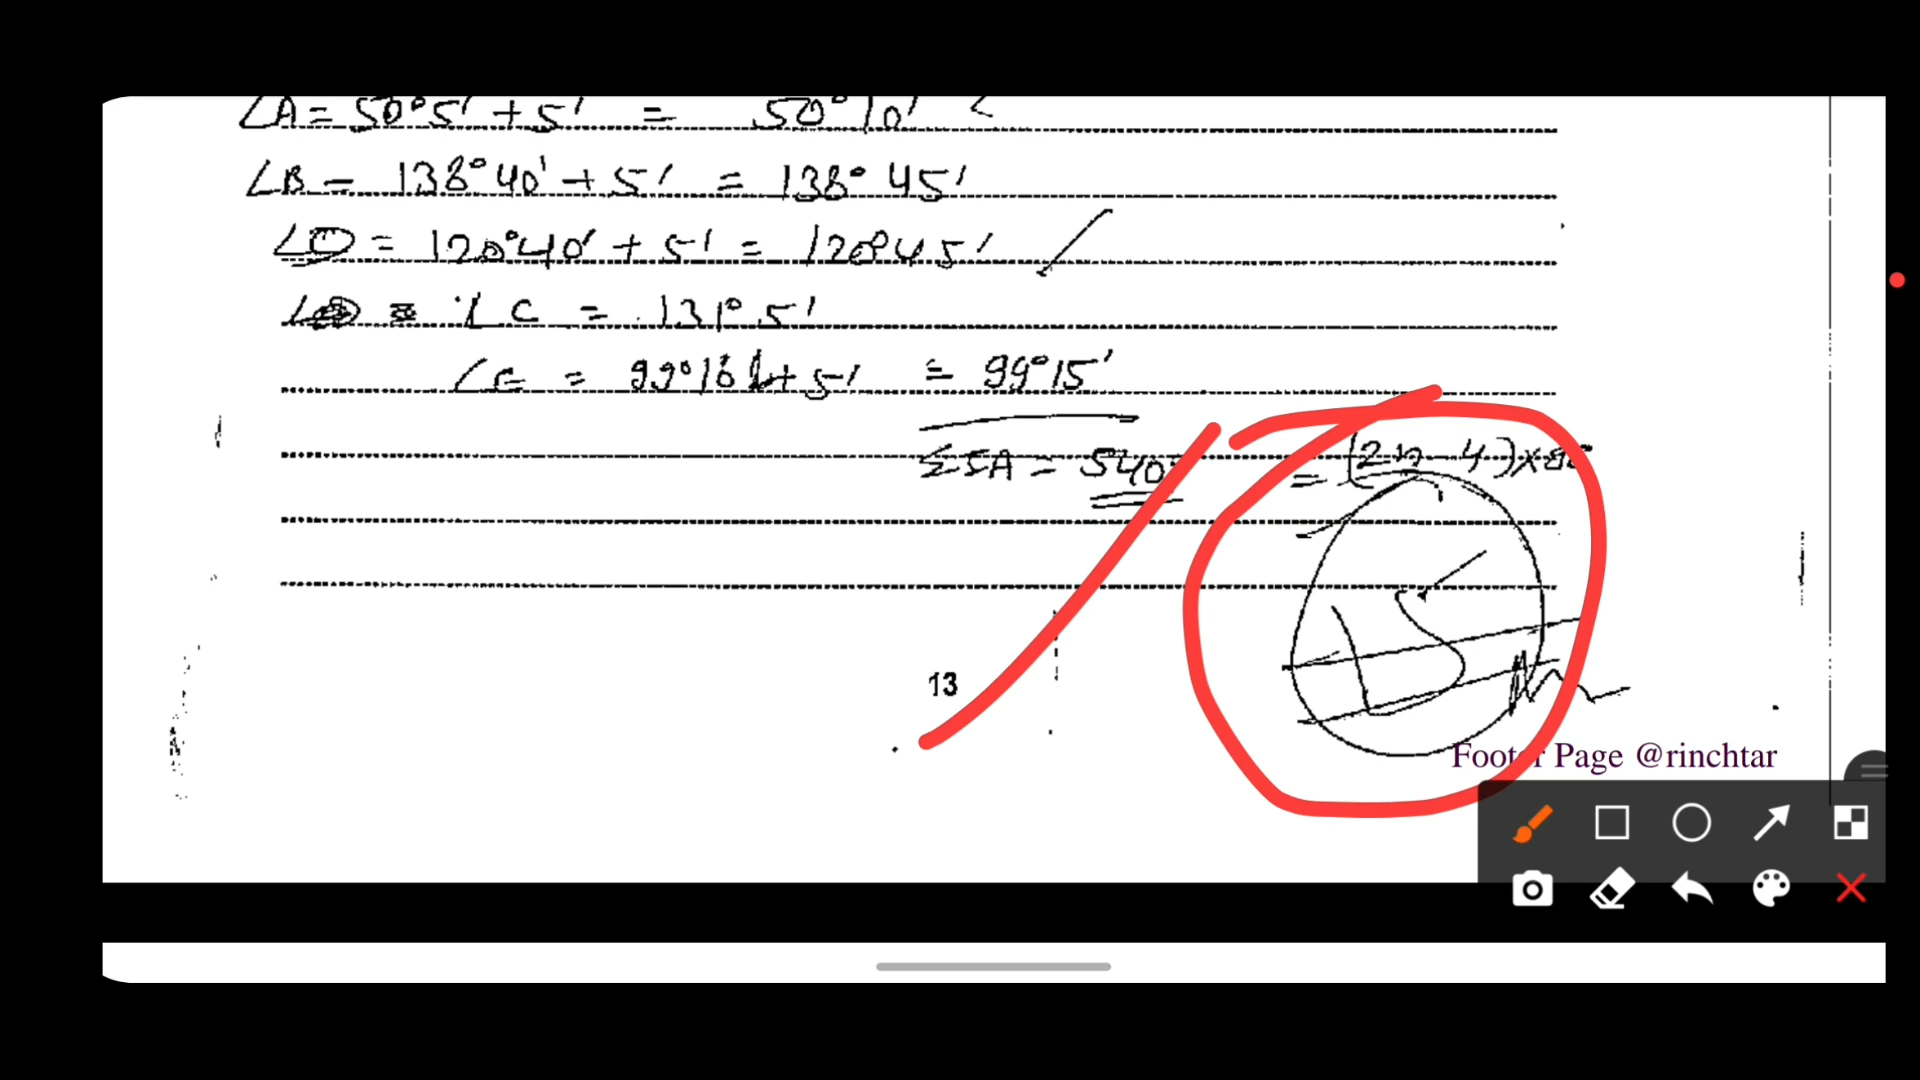 ∠A = 50°5' + 5' = 50°10'
∠B = 138°40' + 5' = 138°45'
∠D = 120°40' + 5' = 120°45'
= ∠C = 131°5'
∠E = 99°10' + 5' = 99°15'
ΣIA = 540° = (2n-4)×90
15
13
Footer Page @rinchtar